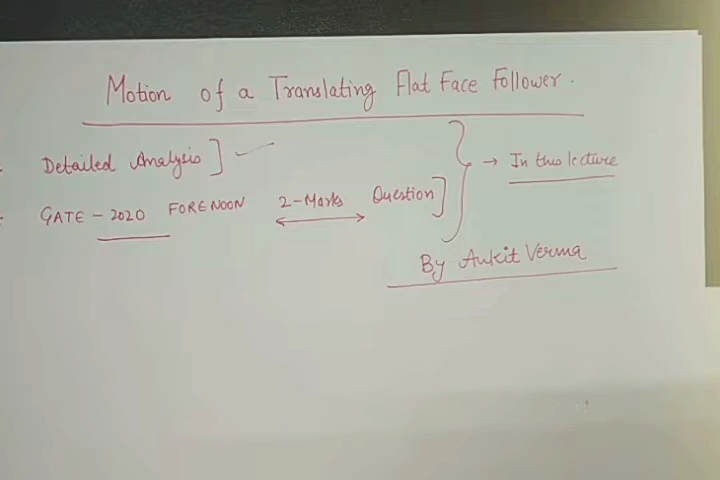 Motion of a Translating Flat Face Follower.
Detailed Analysis]
GATE - 2020 FORENOON 2-Marks Question]
→ In this lecture
By Ankit Verma